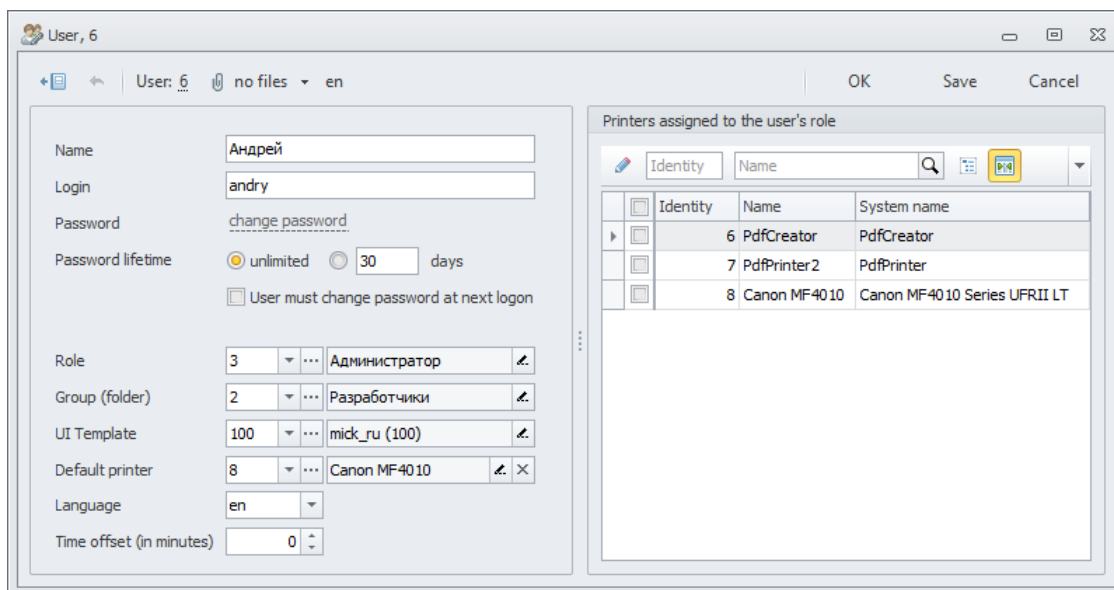 User, 6
User: 6 no files en OK Save Cancel
Name Андрей
Login andry
Password change password
Password lifetime unlimited 30 days
User must change password at next logon
Role 3 ... Администратор
Group (folder) 2 ... Разработчики
UI Template 100 ... mick_ru (100)
Default printer 8 ... Canon MF4010
Language en
Time offset (in minutes) 0
Printers assigned to the user's role
Identity Name
Identity Name System name
6 PdfCreator PdfCreator
7 PdfPrinter2 PdfPrinter
8 Canon MF4010 Canon MF4010 Series UFRII LT